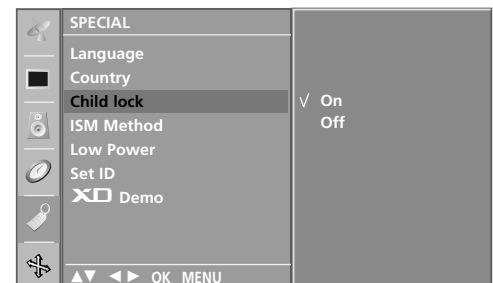 SPECIAL
Language
Country
Child lock
√ On
Off
ISM Method
Low Power
Set ID
XD Demo
▲▼ ◄► OK MENU